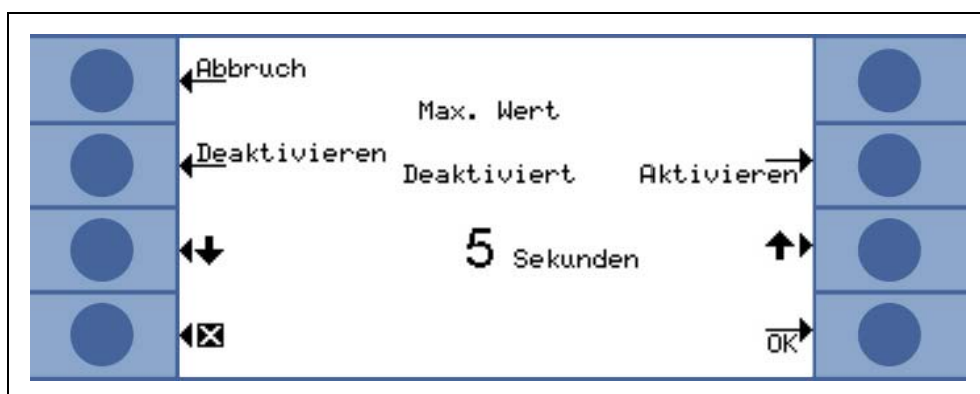 Abbruch
Max. Wert
Deaktivieren
Deaktiviert Aktivieren
5 Sekunden
OK